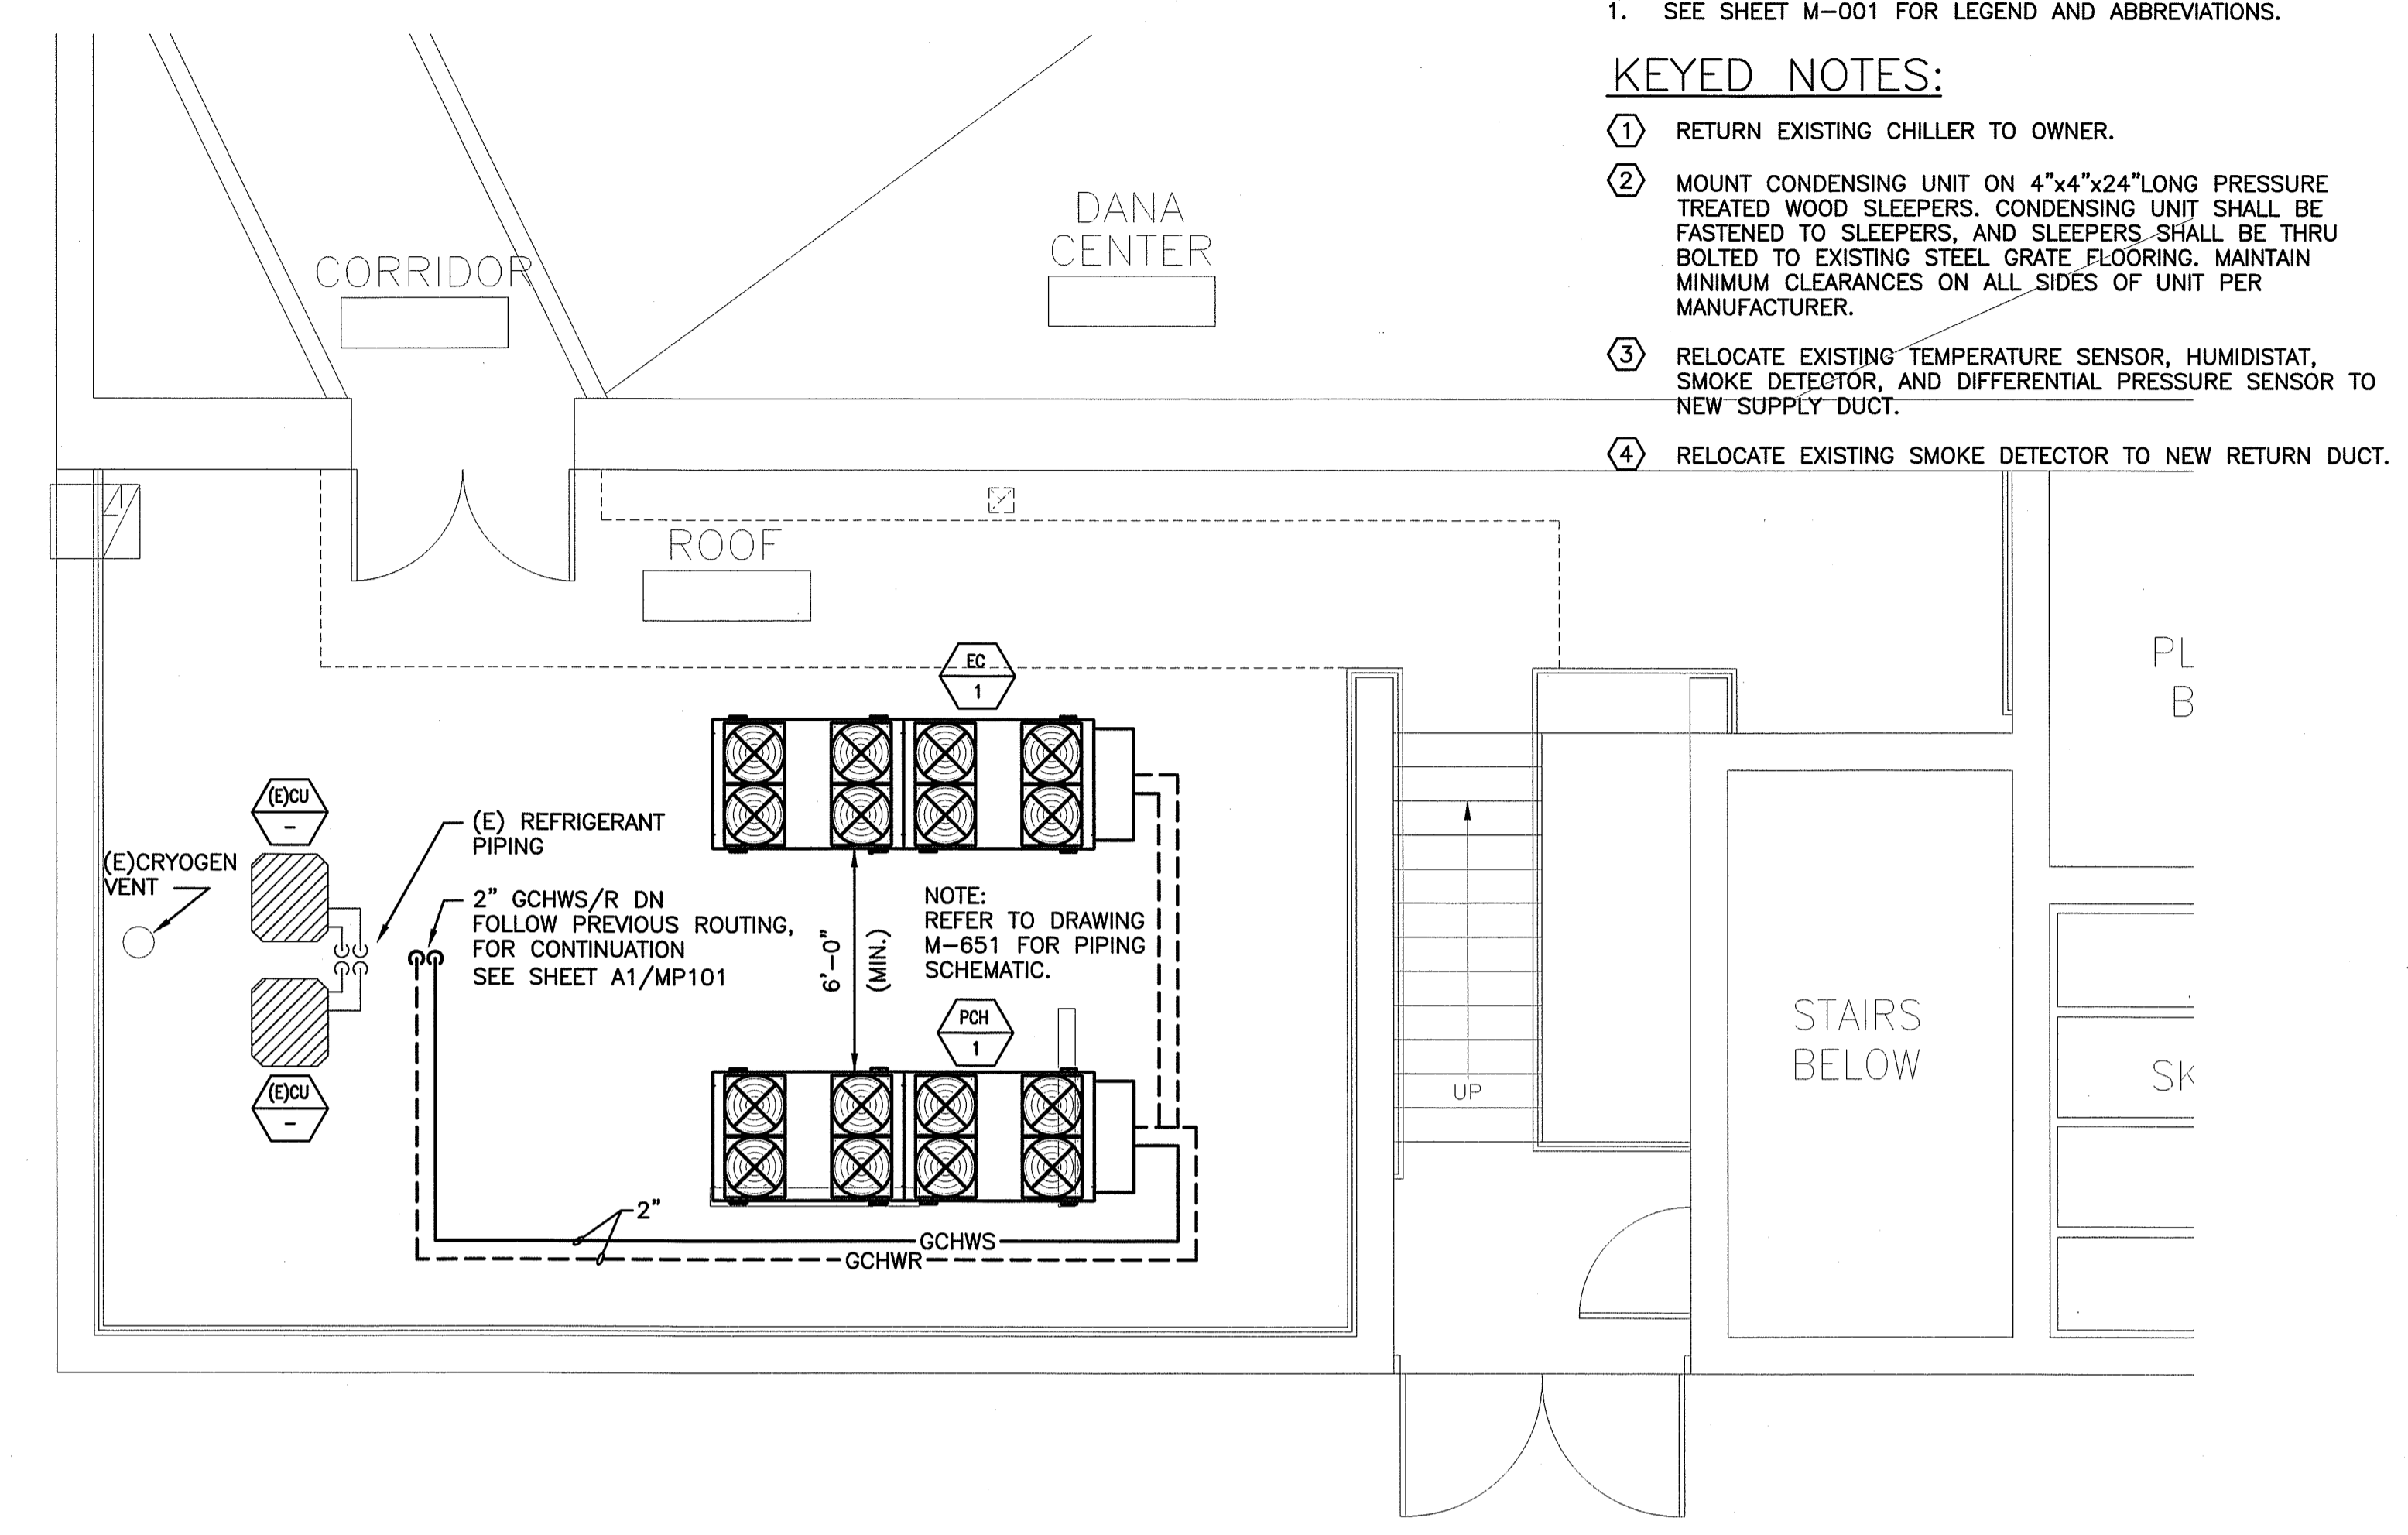 1. SEE SHEET M-001 FOR LEGEND AND ABBREVIATIONS.
KEYED NOTES:
1 RETURN EXISTING CHILLER TO OWNER.
2 MOUNT CONDENSING UNIT ON 4"x4"x24"LONG PRESSURE
TREATED WOOD SLEEPERS. CONDENSING UNIT SHALL BE
FASTENED TO SLEEPERS, AND SLEEPERS SHALL BE THRU
BOLTED TO EXISTING STEEL GRATE FLOORING. MAINTAIN
MINIMUM CLEARANCES ON ALL SIDES OF UNIT PER
MANUFACTURER.
3 RELOCATE EXISTING TEMPERATURE SENSOR, HUMIDISTAT,
SMOKE DETECTOR, AND DIFFERENTIAL PRESSURE SENSOR TO
NEW SUPPLY DUCT.
4 RELOCATE EXISTING SMOKE DETECTOR TO NEW RETURN DUCT.
DANA
CENTER
CORRIDOR
ROOF
EC
1
(E)CU
-
(E) REFRIGERANT
PIPING
(E)CRYOGEN
VENT
2" GCHWS/R DN
FOLLOW PREVIOUS ROUTING,
FOR CONTINUATION
SEE SHEET A1/MP101
6'-0"
(MIN.)
NOTE:
REFER TO DRAWING
M-651 FOR PIPING
SCHEMATIC.
PCH
1
(E)CU
-
2"
GCHWS
GCHWR
UP
STAIRS
BELOW
PL
B
SK